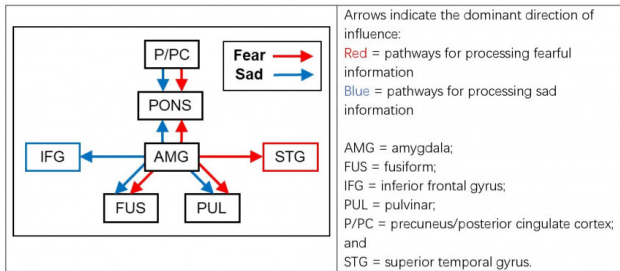 P/PC
Fear
Sad
PONS
IFG
AMG
STG
FUS
PUL
Arrows indicate the dominant direction of
influence:
Red = pathways for processing fearful
information
Blue = pathways for processing sad
information
AMG = amygdala;
FUS = fusiform;
IFG = inferior frontal gyrus;
PUL = pulvinar;
P/PC = precuneus/posterior cingulate cortex;
and
STG = superior temporal gyrus.